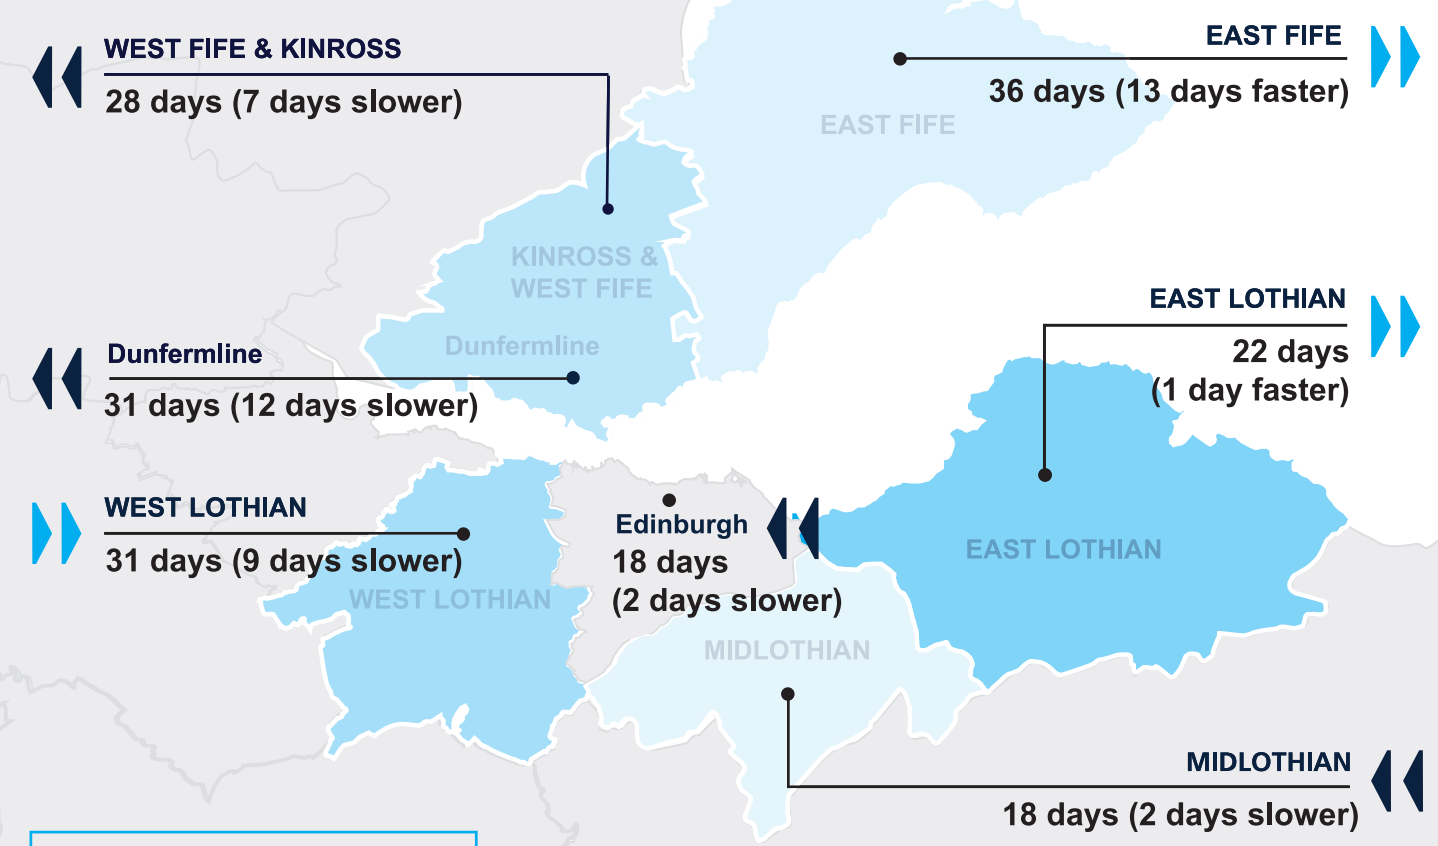 WEST FIFE & KINROSS
28 days (7 days slower)
EAST FIFE
36 days (13 days faster)
EAST FIFE
KINROSS &
WEST FIFE
Dunfermline
Dunfermline
31 days (12 days slower)
EAST LOTHIAN
22 days
(1 day faster)
WEST LOTHIAN
31 days (9 days slower)
WEST LOTHIAN
Edinburgh
18 days
(2 days slower)
EAST LOTHIAN
MIDLOTHIAN
MIDLOTHIAN
18 days (2 days slower)